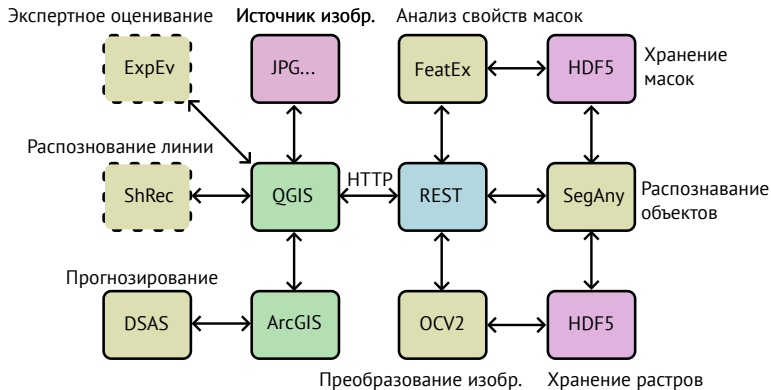 Экспертное оценивание
Источник изобр.
Анализ свойств масок
ExpEv
JPG...
FeatEx
HDF5
Хранение
масок
Распознование линии
HTTP
ShRec
QGIS
REST
SegAny
Распознавание
объектов
Прогнозирование
DSAS
ArcGIS
OCV2
HDF5
Преобразование изобр.
Хранение растров